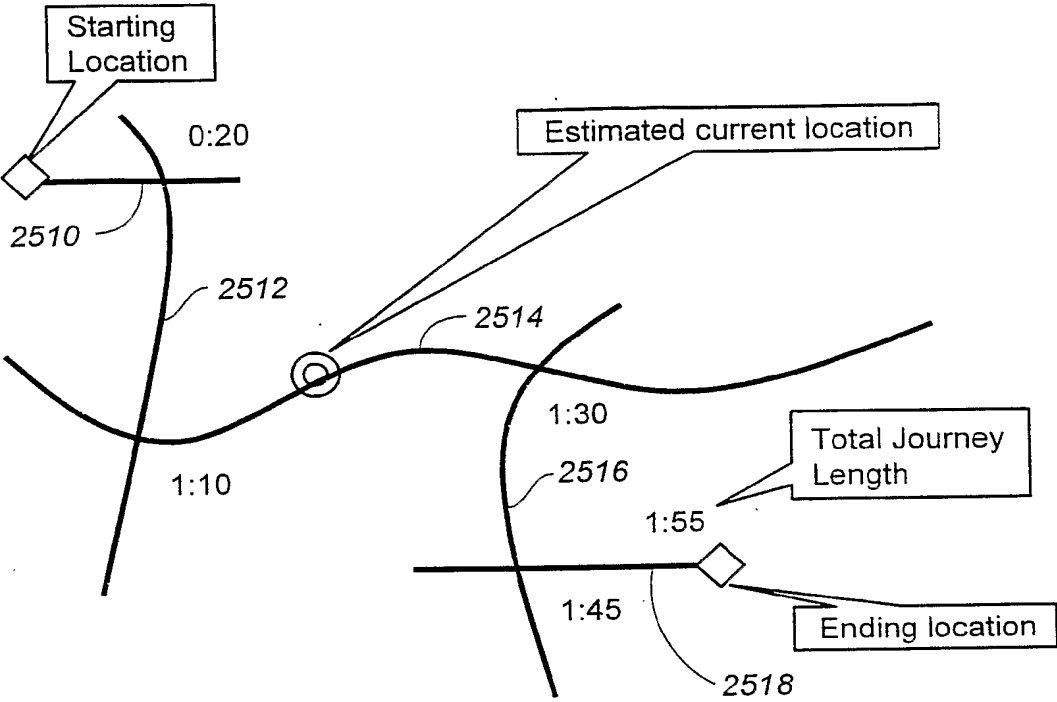 Starting
Location
0:20
Estimated current location
2510
2512
2514
1:30
Total Journey
Length
1:10
2516
1:55
1:45
Ending location
2518